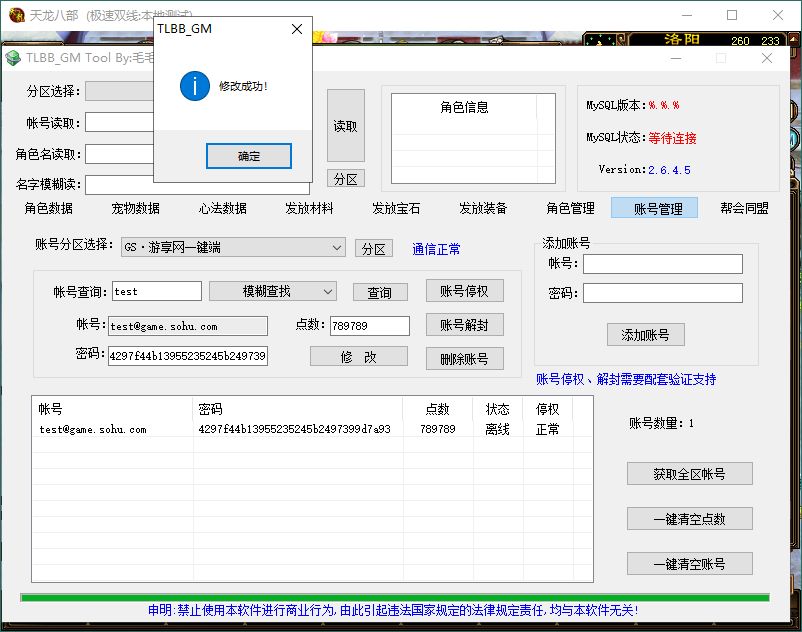 天龙八部 (极速双线:本地测试)
TLBB_GM
洛阳 260 233
TLBB_GM Tool By:毛毛
修改成功!
确定
分区选择:
帐号读取:
角色名读取:
名字模糊读:
读取
分区
角色信息
MySQL版本:%.%.%
MySQL状态:等待连接
Version:2.6.4.5
角色数据 宠物数据 心法数据 发放材料 发放宝石 发放装备 角色管理 账号管理 帮会同盟
账号分区选择: GS·游享网一键端 分区 通信正常
帐号查询: test 模糊查找 查询 账号停权
帐号: test@game.sohu.com 点数: 789789 账号解封
密码: 4297f44b13955235245b249739 修 改 删除账号
添加账号
帐号:
密码:
添加账号
账号停权、解封需要配套验证支持
帐号 密码 点数 状态 停权
test@game.sohu.com 4297f44b13955235245b2497399d7a93 789789 离线 正常
账号数量: 1
获取全区帐号
一键清空点数
一键清空账号
申明:禁止使用本软件进行商业行为,由此引起违法国家规定的法律规定责任,均与本软件无关!